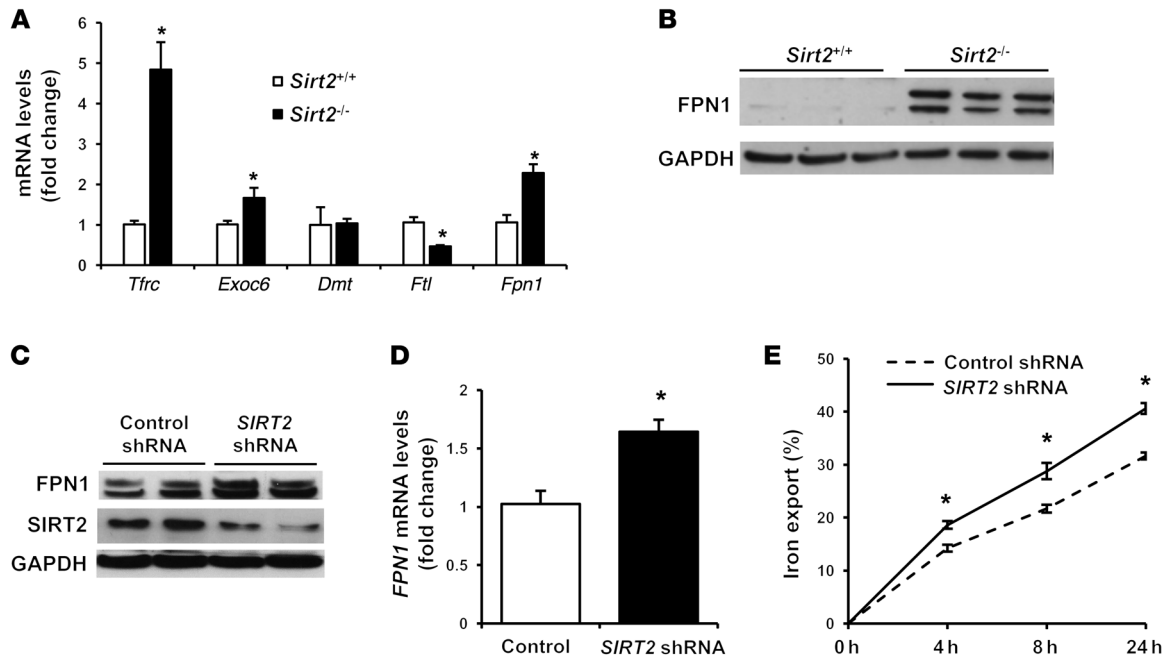 A
mRNA levels
(fold change)
6
5
4
3
2
1
0
Sirt2+/+
Sirt2-/-
*
*
*
*
Tfrc
Exoc6
Dmt
Ftl
Fpn1
B
Sirt2+/+
Sirt2-/-
FPN1
GAPDH
C
Control
shRNA
SIRT2
shRNA
FPN1
SIRT2
GAPDH
D
FPN1 mRNA levels
(fold change)
2
1.5
1
0.5
0
*
Control
SIRT2 shRNA
E
Iron export (%)
50
40
30
20
10
0
Control shRNA
SIRT2 shRNA
*
*
*
0 h
4 h
8 h
24 h